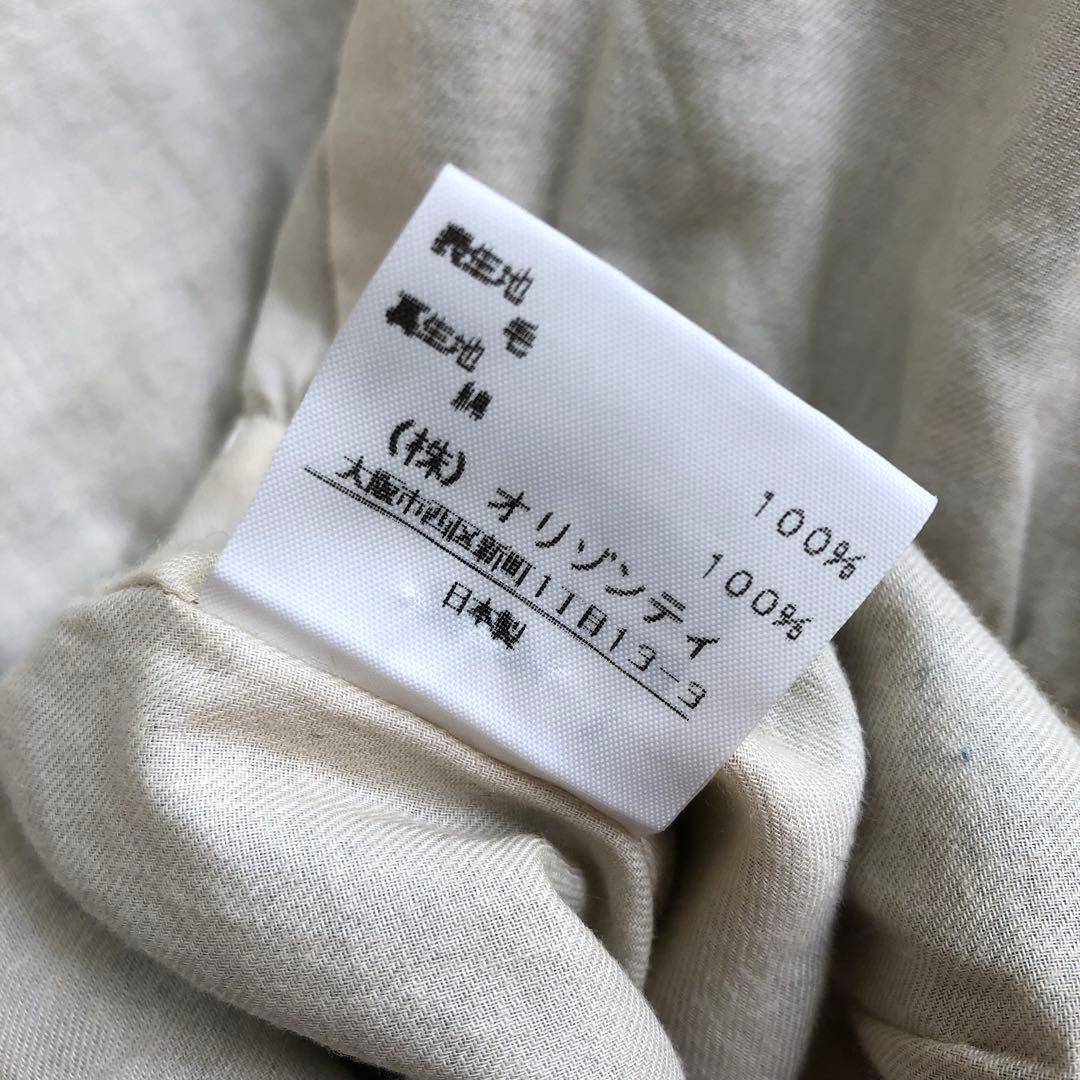 表生地
毛 100%
裏生地
綿 100%
(株) オリゾンティ
大阪市西区新町1丁目13-3
日本製